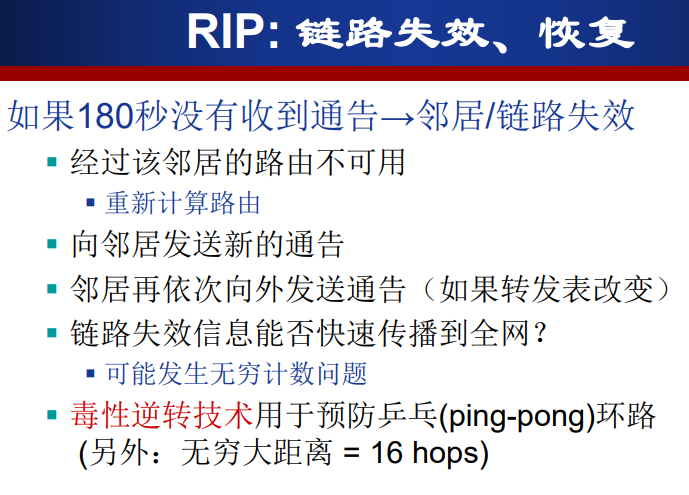 RIP: 链路失效、恢复
如果180秒没有收到通告→邻居/链路失效
▪ 经过该邻居的路由不可用
▪ 重新计算路由
▪ 向邻居发送新的通告
▪ 邻居再依次向外发送通告（如果转发表改变）
▪ 链路失效信息能否快速传播到全网？
▪ 可能发生无穷计数问题
▪ 毒性逆转技术用于预防乒乓(ping-pong)环路
(另外：无穷大距离 = 16 hops)